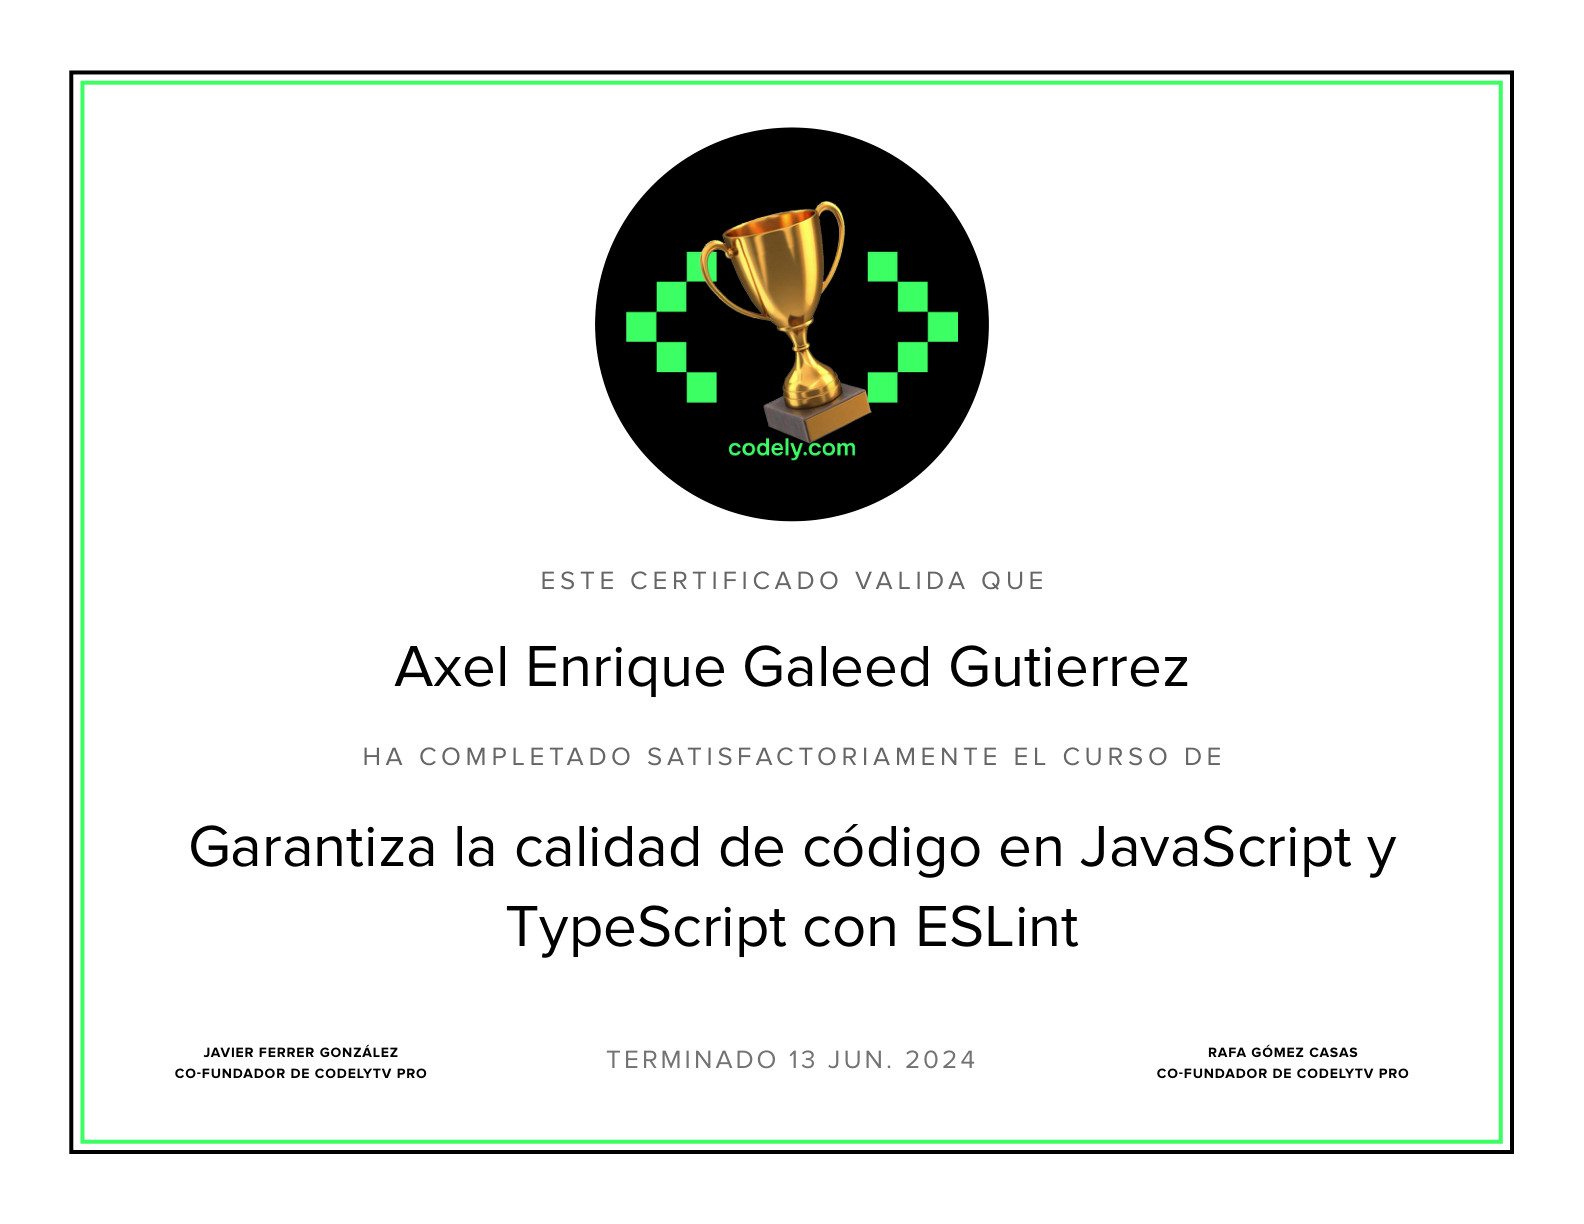 codely.com
ESTE CERTIFICADO VALIDA QUE
Axel Enrique Galeed Gutierrez
HA COMPLETADO SATISFACTORIAMENTE EL CURSO DE
Garantiza la calidad de código en JavaScript y
TypeScript con ESLint
JAVIER FERRER GONZÁLEZ
CO-FUNDADOR DE CODELYTV PRO
TERMINADO 13 JUN. 2024
RAFA GÓMEZ CASAS
CO-FUNDADOR DE CODELYTV PRO